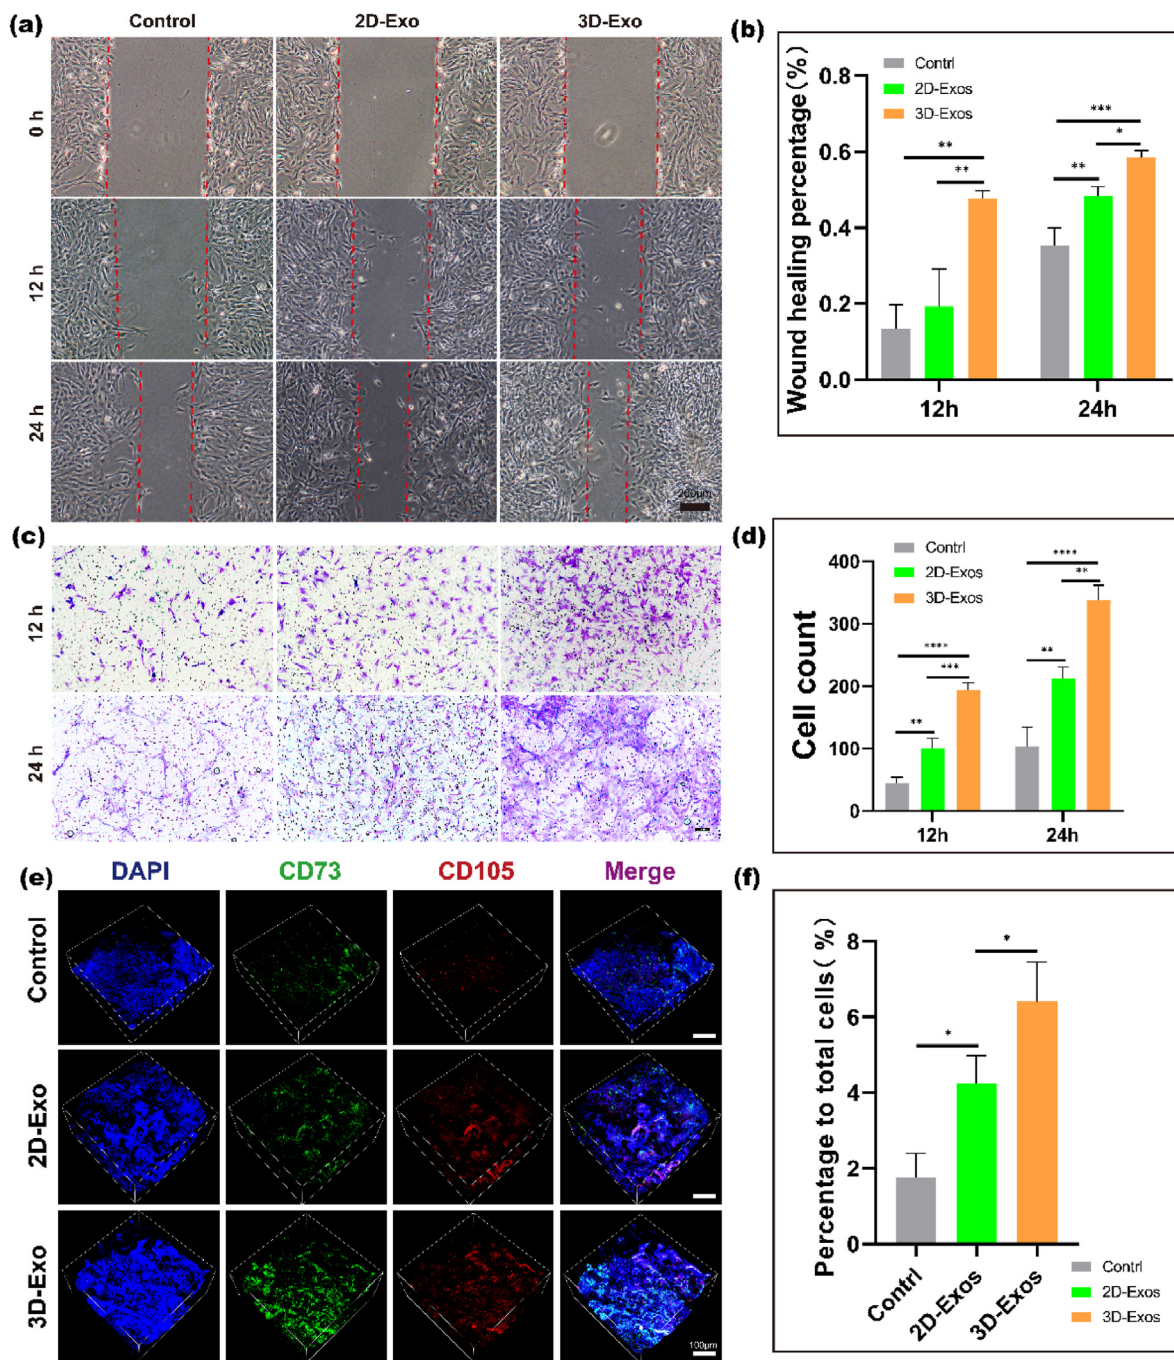 (a)
Control 2D-Exo 3D-Exo
0 h
12 h
24 h
200μm
(b)
Wound healing percentage(%)
0.8
0.6
0.4
0.2
0.0
Contrl
2D-Exos
3D-Exos
** ** ** *** *
12h 24h
(c)
12 h
24 h
(d)
Cell count
400
300
200
100
0
Contrl
2D-Exos
3D-Exos
** **** *** ** **** **
12h 24h
(e)
DAPI CD73 CD105 Merge
Control
2D-Exo
3D-Exo
100μm
(f)
Percentage to total cells( %)
8
6
4
2
0
* *
Contrl 2D-Exos 3D-Exos
Contrl
2D-Exos
3D-Exos